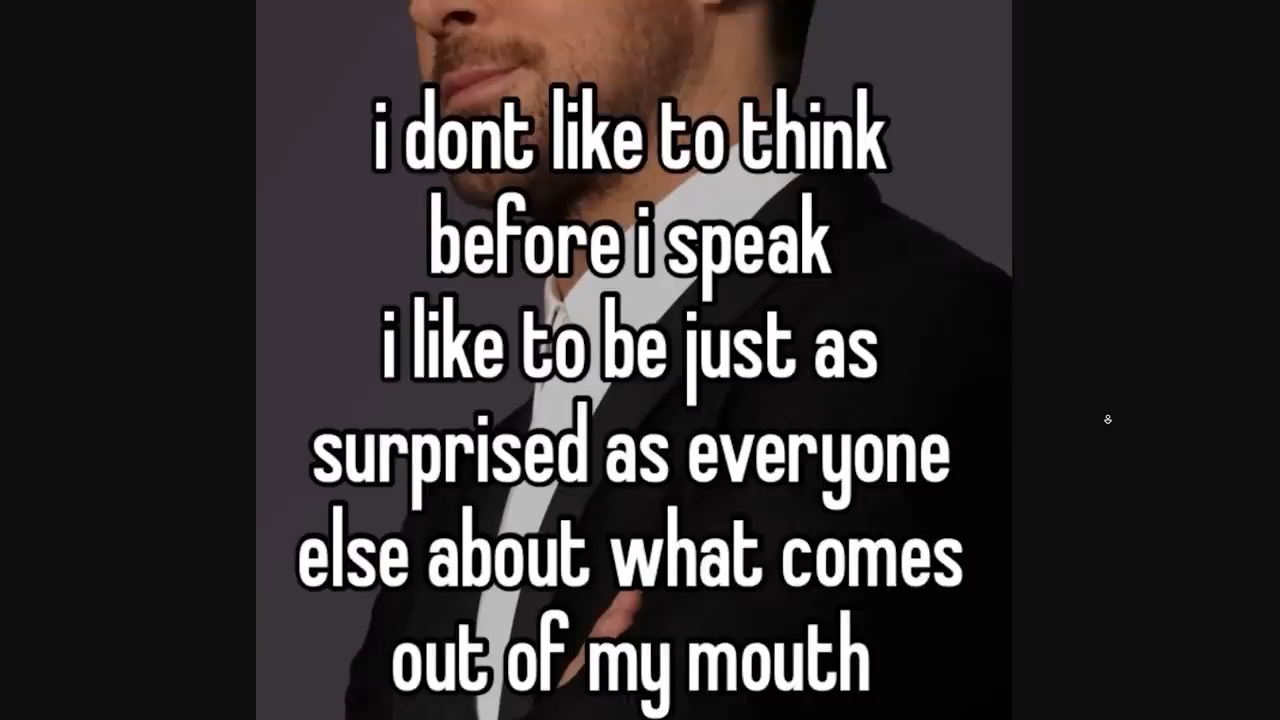 i dont like to think
before i speak
i like to be just as
surprised as everyone
else about what comes
out of my mouth